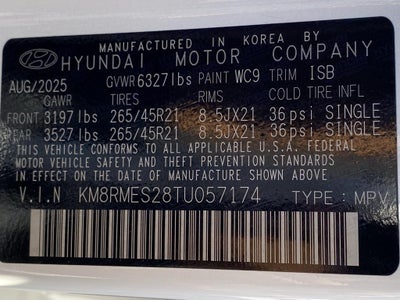 MANUFACTURED IN KOREA BY
HYUNDAI MOTOR COMPANY
AUG/2025 GVWR 6327lbs PAINT WC9 TRIM ISB
GAWR TIRES RIMS COLD TIRE INFL
FRONT 3197lbs 265/45R21 8.5JX21 36psi SINGLE
REAR 3527lbs 265/45R21 8.5JX21 36psi SINGLE
THIS VEHICLE CONFORMS TO ALL APPLICABLE U.S.A. FEDERAL
MOTOR VEHICLE SAFETY, BUMPER, AND
THEFT PREVENTION STANDARDS IN EFFECT ON
THE DATE OF MANUFACTURE SHOWN ABOVE.
V.I.N KM8RMES28TU057174 TYPE: MPV